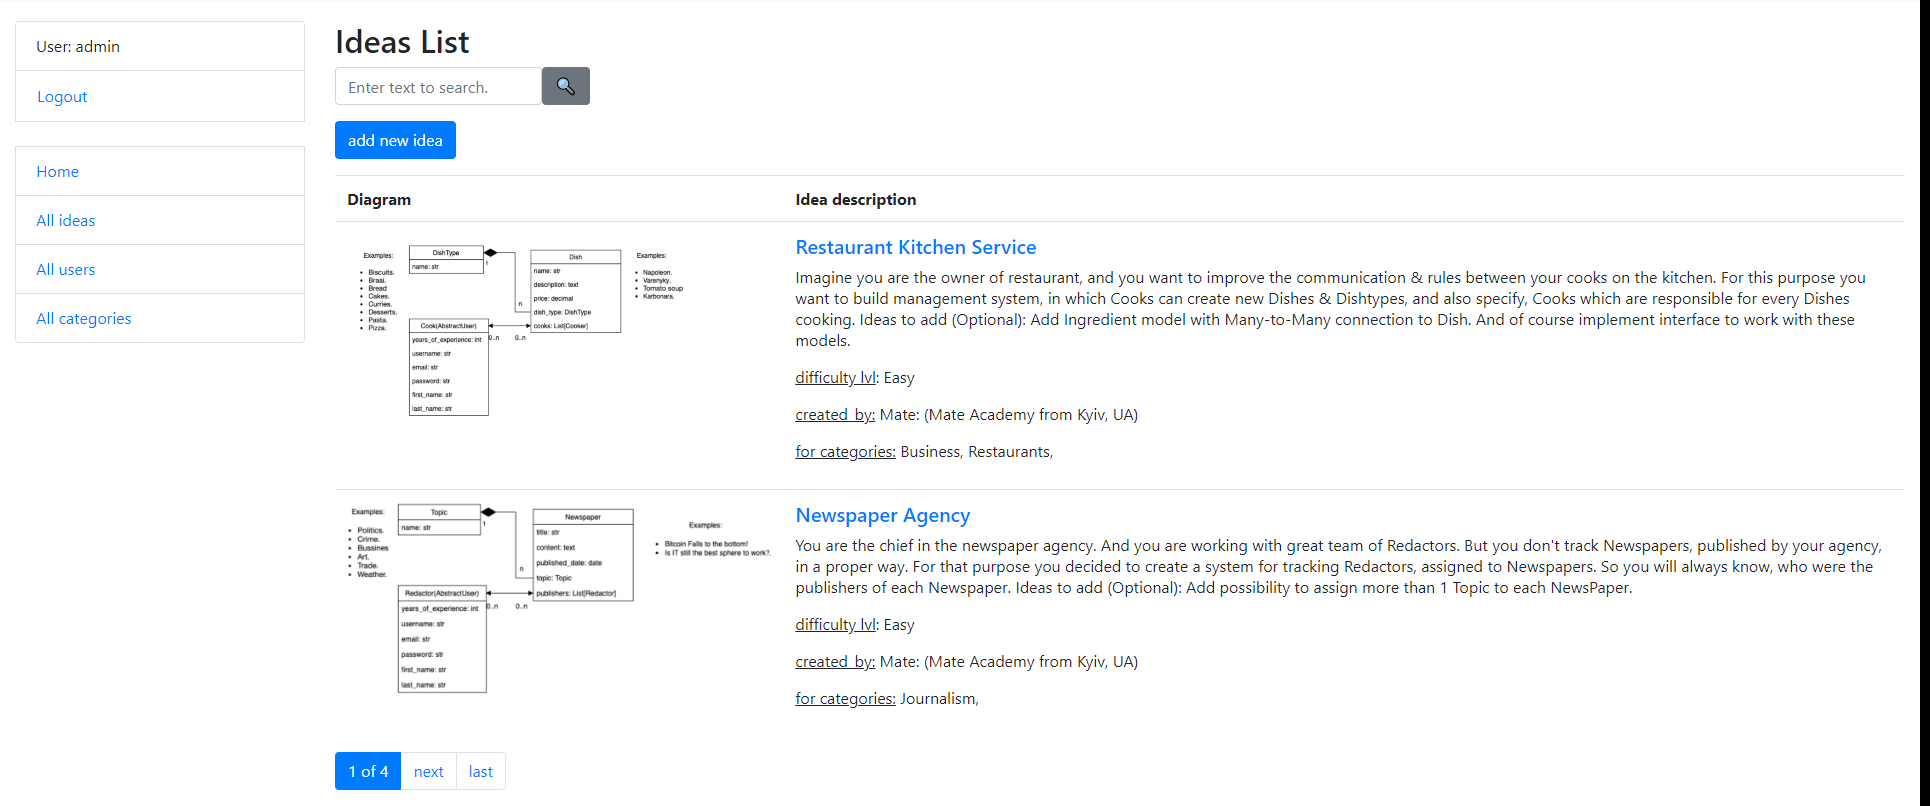 User: admin
Logout
Home
All ideas
All users
All categories
Ideas List
Enter text to search.
add new idea
Diagram
Idea description
Examples:
• Biscuits.
• Braai.
• Bread
• Cakes.
• Curries.
• Desserts.
• Pasta.
• Pizza.
DishType
name: str
1
n
Dish
name: str
description: text
price: decimal
dish_type: DishType
cooks: List[Cooker]
Examples:
• Napoleon.
• Varenyky.
• Tomato soup
• Karbonara.
Cook(AbstractUser)
years_of_experience: int
username: str
email: str
password: str
first_name: str
last_name: str
0..n
0..n
Restaurant Kitchen Service
Imagine you are the owner of restaurant, and you want to improve the communication & rules between your cooks on the kitchen. For this purpose you
want to build management system, in which Cooks can create new Dishes & Dishtypes, and also specify, Cooks which are responsible for every Dishes
cooking. Ideas to add (Optional): Add Ingredient model with Many-to-Many connection to Dish. And of course implement interface to work with these
models.
difficulty lvl: Easy
created_by: Mate: (Mate Academy from Kyiv, UA)
for categories: Business, Restaurants,
Examples:
• Politics.
• Crime.
• Bussines
• Art.
• Trade.
• Weather.
Topic
name: str
1
n
Newspaper
title: str
content: text
published_date: date
topic: Topic
publishers: List[Redactor]
Examples:
• Bitcoin Falls to the bottom!
• Is IT still the best sphere to work?.
Redactor(AbstractUser)
years_of_experience: int
username: str
email: str
password: str
first_name: str
last_name: str
0..n
0..n
Newspaper Agency
You are the chief in the newspaper agency. And you are working with great team of Redactors. But you don't track Newspapers, published by your agency,
in a proper way. For that purpose you decided to create a system for tracking Redactors, assigned to Newspapers. So you will always know, who were the
publishers of each Newspaper. Ideas to add (Optional): Add possibility to assign more than 1 Topic to each NewsPaper.
difficulty lvl: Easy
created_by: Mate: (Mate Academy from Kyiv, UA)
for categories: Journalism,
1 of 4
next
last